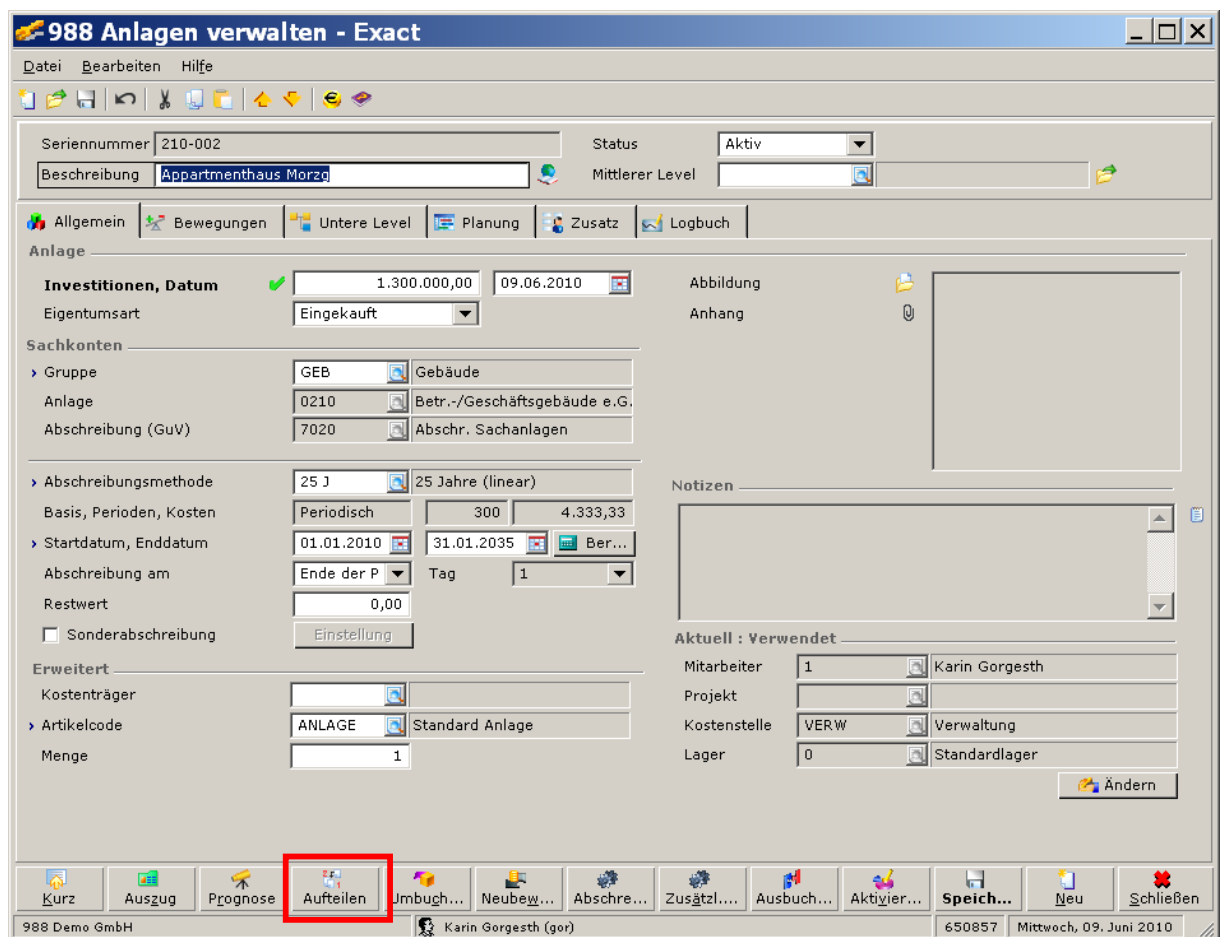 988 Anlagen verwalten - Exact
Datei Bearbeiten Hilfe
Seriennummer 210-002 Status Aktiv
Beschreibung Appartmenthaus Morzg Mittlerer Level
Allgemein Bewegungen Untere Level Planung Zusatz Logbuch
Anlage
Investitionen, Datum 1.300.000,00 09.06.2010 Abbildung
Eigentumsart Eingekauft Anhang
Sachkonten
Gruppe GEB Gebäude
Anlage 0210 Betr.-/Geschäftsgebäude e.G.
Abschreibung (GuV) 7020 Abschr. Sachanlagen
Abschreibungsmethode 25 J 25 Jahre (linear) Notizen
Basis, Perioden, Kosten Periodisch 300 4.333,33
Startdatum, Enddatum 01.01.2010 31.01.2035 Ber...
Abschreibung am Ende der P Tag 1
Restwert 0,00
Sonderabschreibung Einstellung Aktuell : Verwendet
Erweitert Mitarbeiter 1 Karin Gorgesth
Kostenträger Projekt
Artikelcode ANLAGE Standard Anlage Kostenstelle VERW Verwaltung
Menge 1 Lager 0 Standardlager
Ändern
Kurz Auszug Prognose Aufteilen Umbuch... Neubew... Abschre... Zusätzl.... Ausbuch... Aktivier... Speich... Neu Schließen
988 Demo GmbH Karin Gorgesth (gor) 650857 Mittwoch, 09. Juni 2010